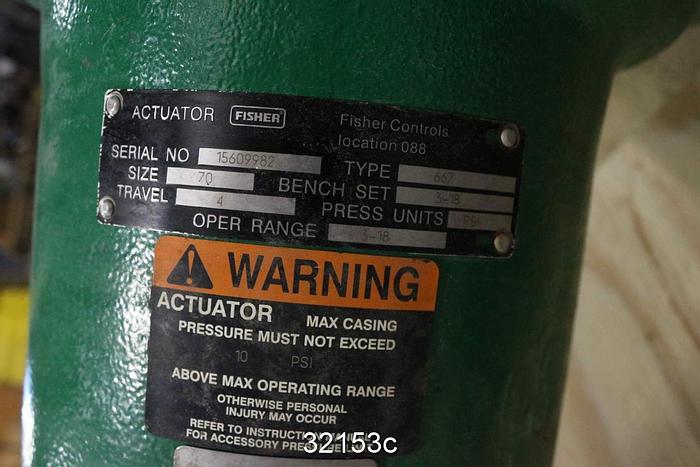 ACTUATOR FISHER Fisher Controls
location 088
SERIAL NO 15609982 TYPE 667
SIZE 70 BENCH SET 3-18
TRAVEL 4 PRESS UNITS PSI
OPER RANGE 3-18
WARNING
ACTUATOR MAX CASING
PRESSURE MUST NOT EXCEED
10 PSI
ABOVE MAX OPERATING RANGE
OTHERWISE PERSONAL
INJURY MAY OCCUR
REFER TO INSTRUCTION
FOR ACCESSORY
32153c